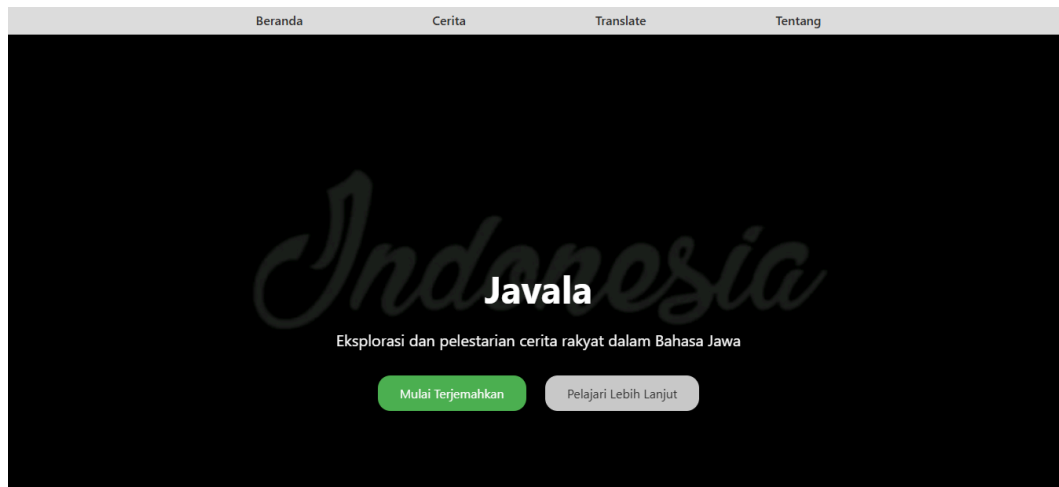 Beranda Cerita Translate Tentang
Indonesia
Javala
Eksplorasi dan pelestarian cerita rakyat dalam Bahasa Jawa
Mulai Terjemahkan Pelajari Lebih Lanjut